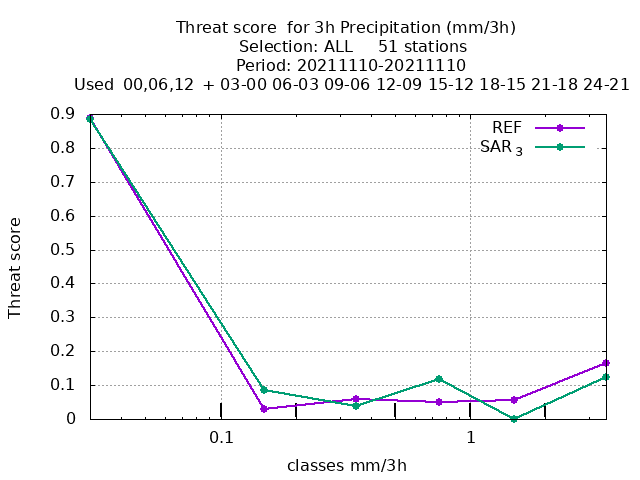 Threat score  for 3h Precipitation (mm/3h)
Selection: ALL     51 stations
Period: 20211110-20211110
Used  00,06,12  + 03-00 06-03 09-06 12-09 15-12 18-15 21-18 24-21
REF
SAR 3
0.9
0.8
0.7
0.6
0.5
0.4
0.3
0.2
0.1
0
Threat score
0.1 1
classes mm/3h